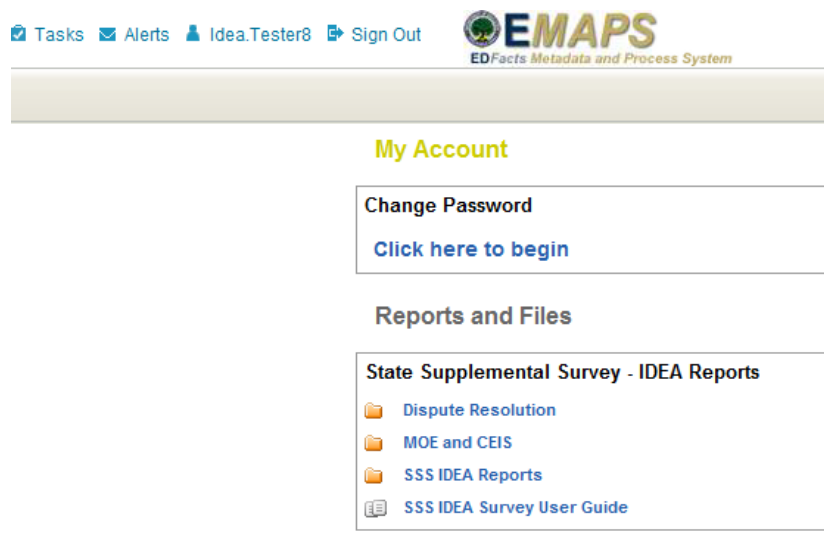 Tasks Alerts Idea.Tester8 Sign Out
EMAPS
EDFacts Metadata and Process System
My Account
Change Password
Click here to begin
Reports and Files
State Supplemental Survey - IDEA Reports
Dispute Resolution
MOE and CEIS
SSS IDEA Reports
SSS IDEA Survey User Guide